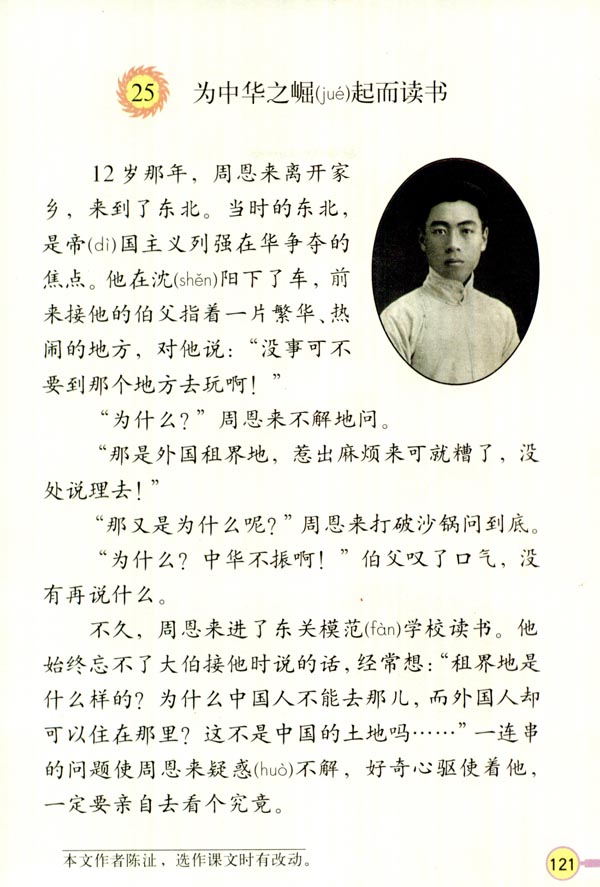 25 为中华之崛(jué)起而读书
12岁那年，周恩来离开家
乡，来到了东北。当时的东北，
是帝(dì)国主义列强在华争夺的
焦点。他在沈(shěn)阳下了车，前
来接他的伯父指着一片繁华、热
闹的地方，对他说：“没事可不
要到那个地方去玩啊！”
“为什么？”周恩来不解地问。
“那是外国租界地，惹出麻烦来可就糟了，没
处说理去！”
“那又是为什么呢？”周恩来打破沙锅问到底。
“为什么？中华不振啊！”伯父叹了口气，没
有再说什么。
不久，周恩来进了东关模范(fàn)学校读书。他
始终忘不了大伯接他时说的话，经常想：“租界地是
什么样的？为什么中国人不能去那儿，而外国人却
可以住在那里？这不是中国的土地吗……”一连串
的问题使周恩来疑惑(huò)不解，好奇心驱使着他，
一定要亲自去看个究竟。
本文作者陈沚，选作课文时有改动。
121